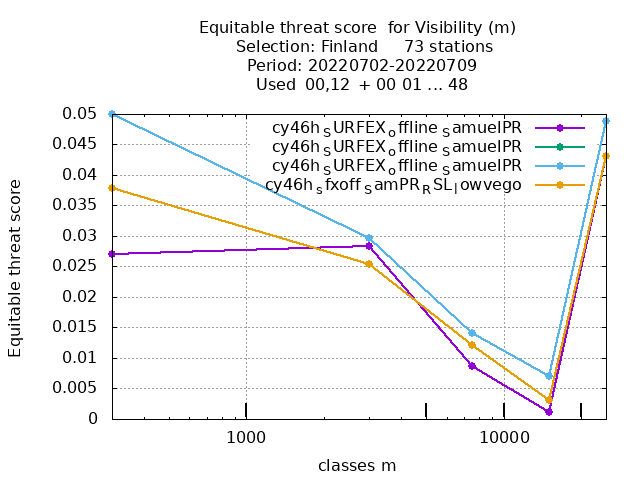 Equitable threat score  for Visibility (m)
Selection: Finland     73 stations
Period: 20220702-20220709
Used  00,12  + 00 01 ... 48
cy46h_SURFEX_offline_SamuelPR
cy46h_SURFEX_offline_SamuelPR
cy46h_SURFEX_offline_SamuelPR
cy46h_sfxoff_SamPR_RSL_lowvego
Equitable threat score
0.05
0.045
0.04
0.035
0.03
0.025
0.02
0.015
0.01
0.005
0
1000 10000
classes m